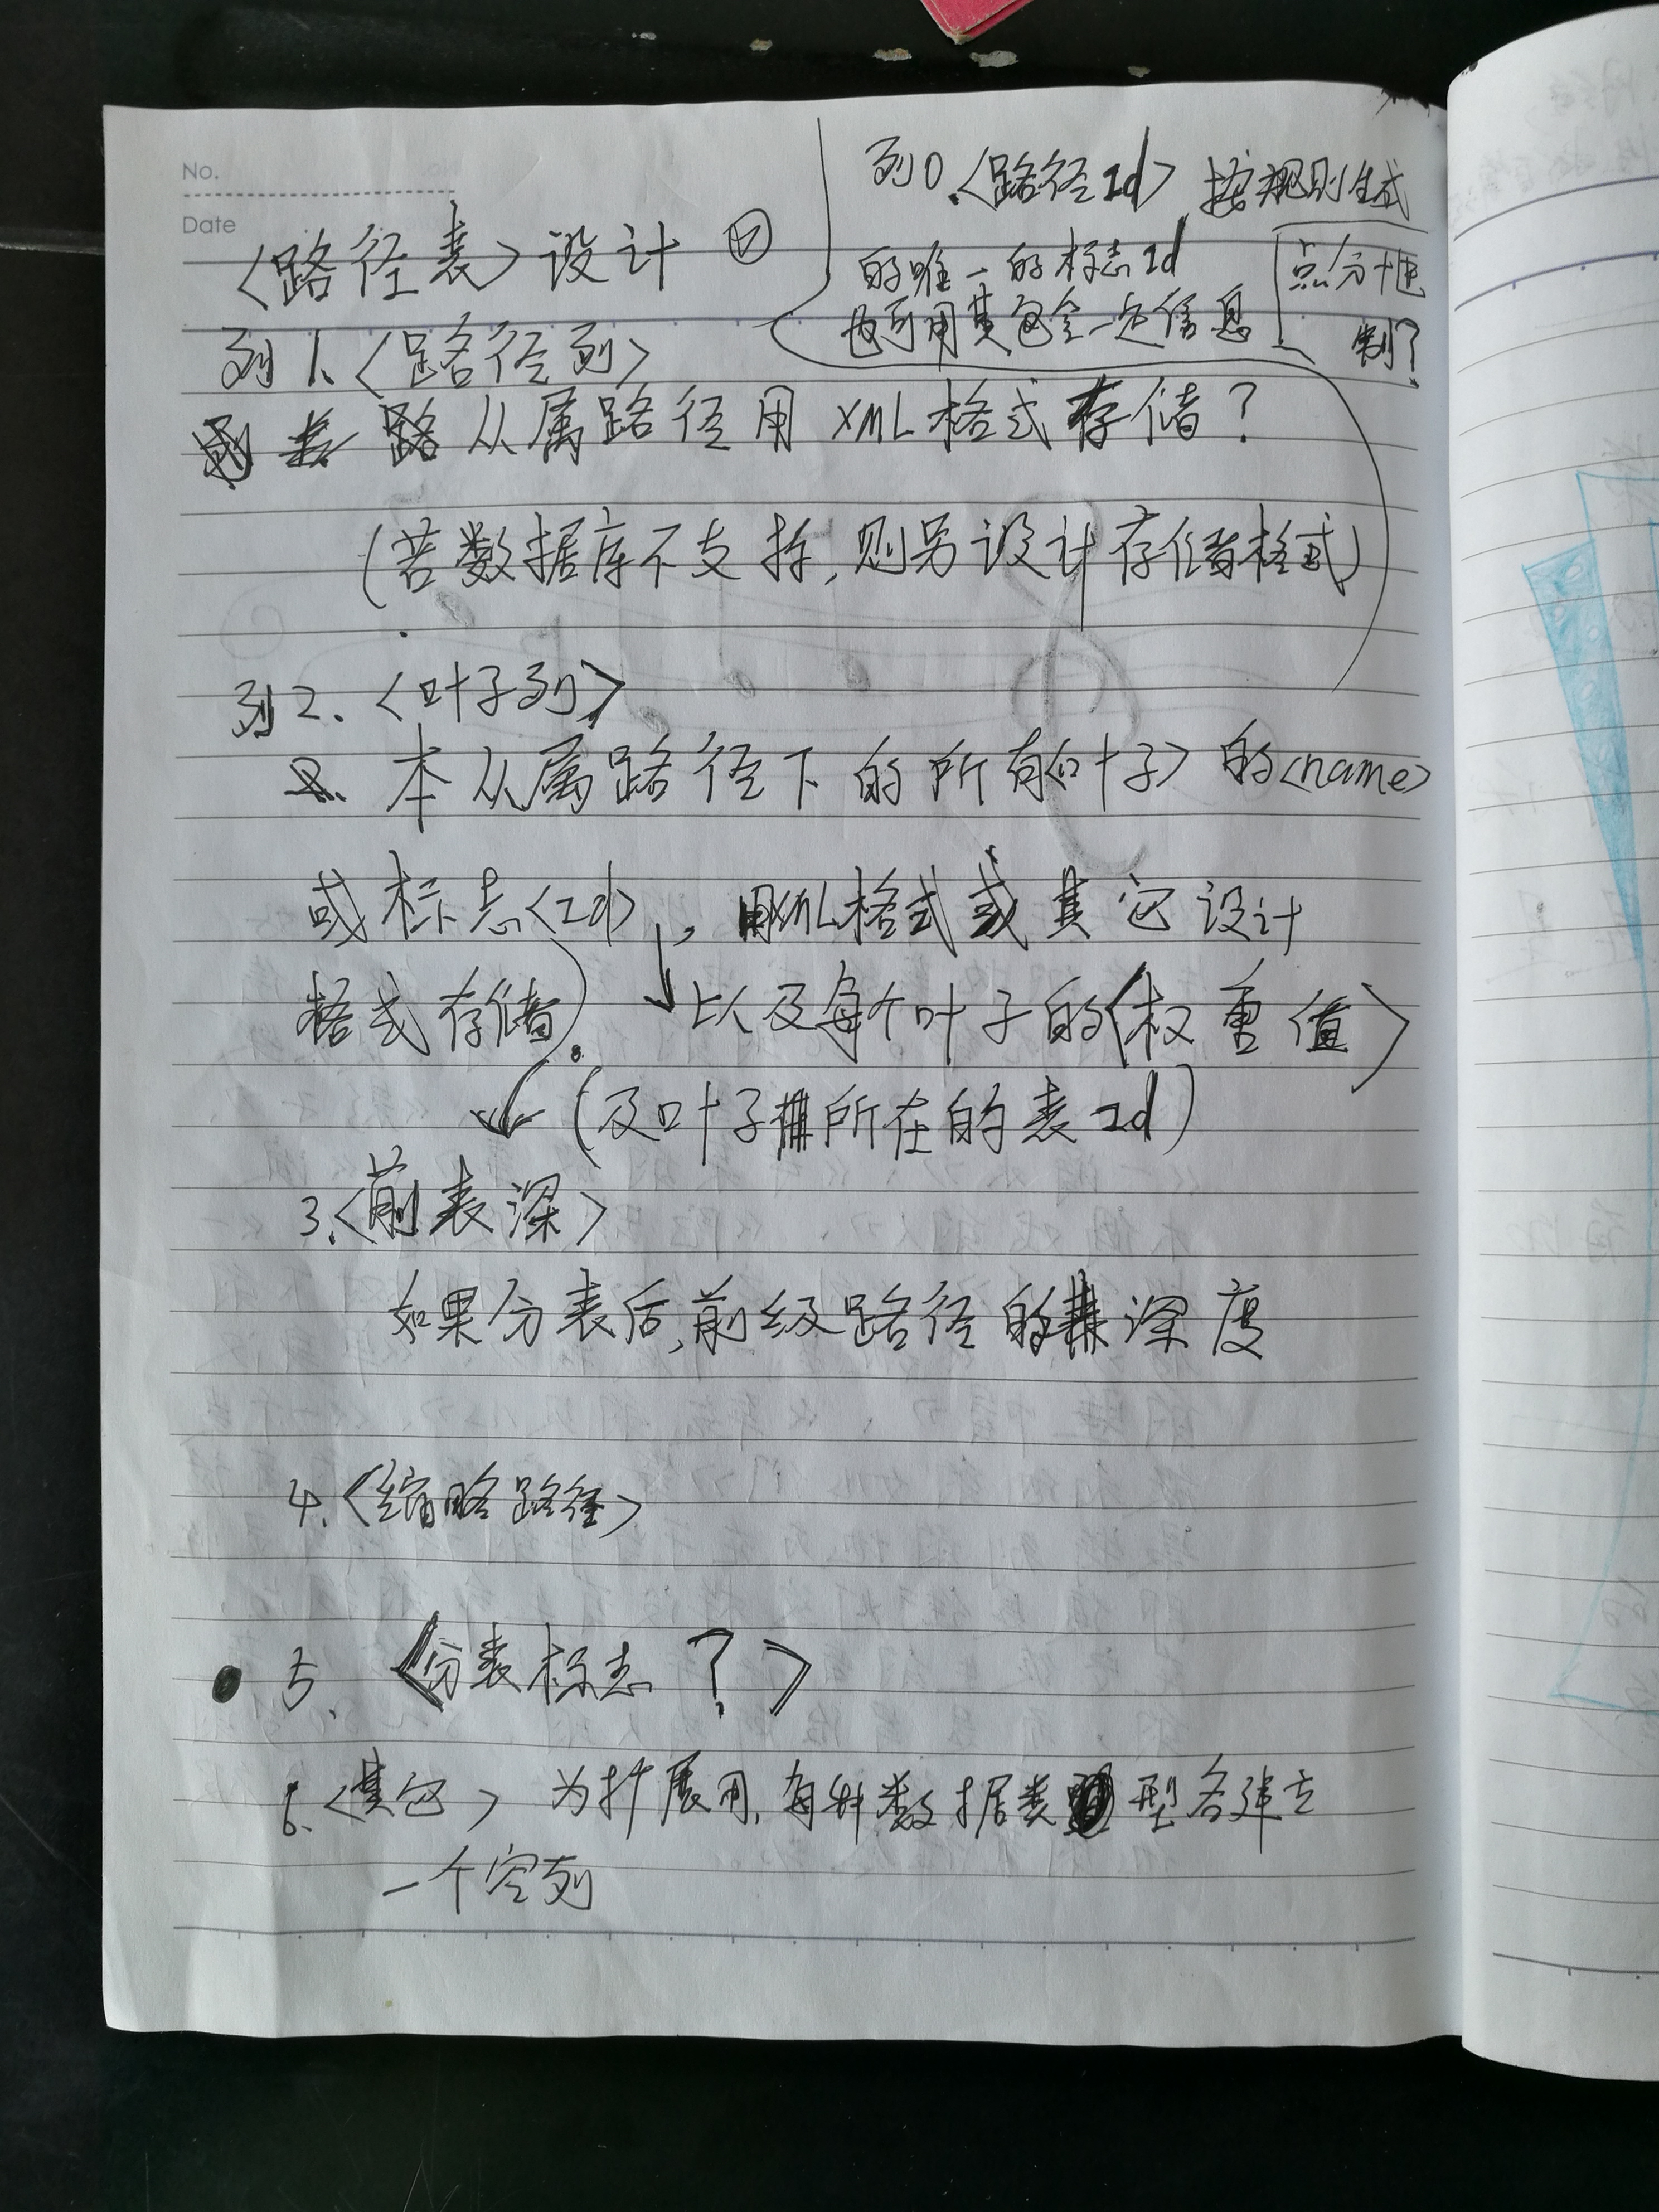 No.
Date
列0.<路径Id> 按规则生成
的唯一的标志Id
也可用其包含一定信息
点分十进
制?
<路径表>设计
列1、<路径列>
路从属路径用XML格式存储?
(若数据库不支持,则另设计存储格式)
列2、<叶子列>
本从属路径下的所有<叶子>的<name>
或标志<Id>,用XML格式或其它设计
格式存储. 以及每个叶子的<权重值>
(及叶子所在的表Id)
3.<前表深>
如果分表后,前级路径的深度
4.<缩略路径>
5. <分表标志?>
6.<其它> 为扩展用,每种数据类型各建立
一个空列